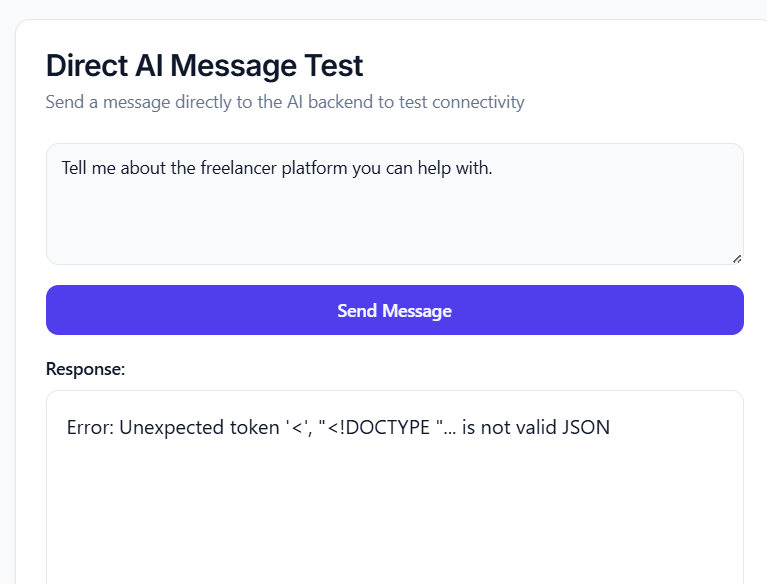 Direct AI Message Test
Send a message directly to the AI backend to test connectivity
Tell me about the freelancer platform you can help with.
Send Message
Response:
Error: Unexpected token '<', "<!DOCTYPE "... is not valid JSON